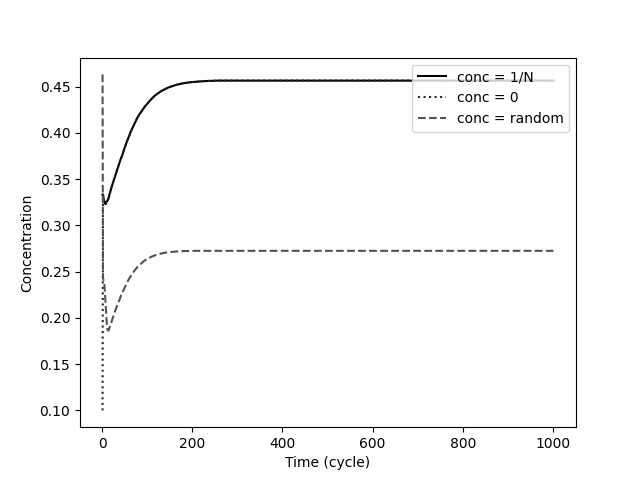 conc = 1/N
conc = 0
conc = random
Concentration
0.45
0.40
0.35
0.30
0.25
0.20
0.15
0.10
0
200
400
600
800
1000
Time (cycle)